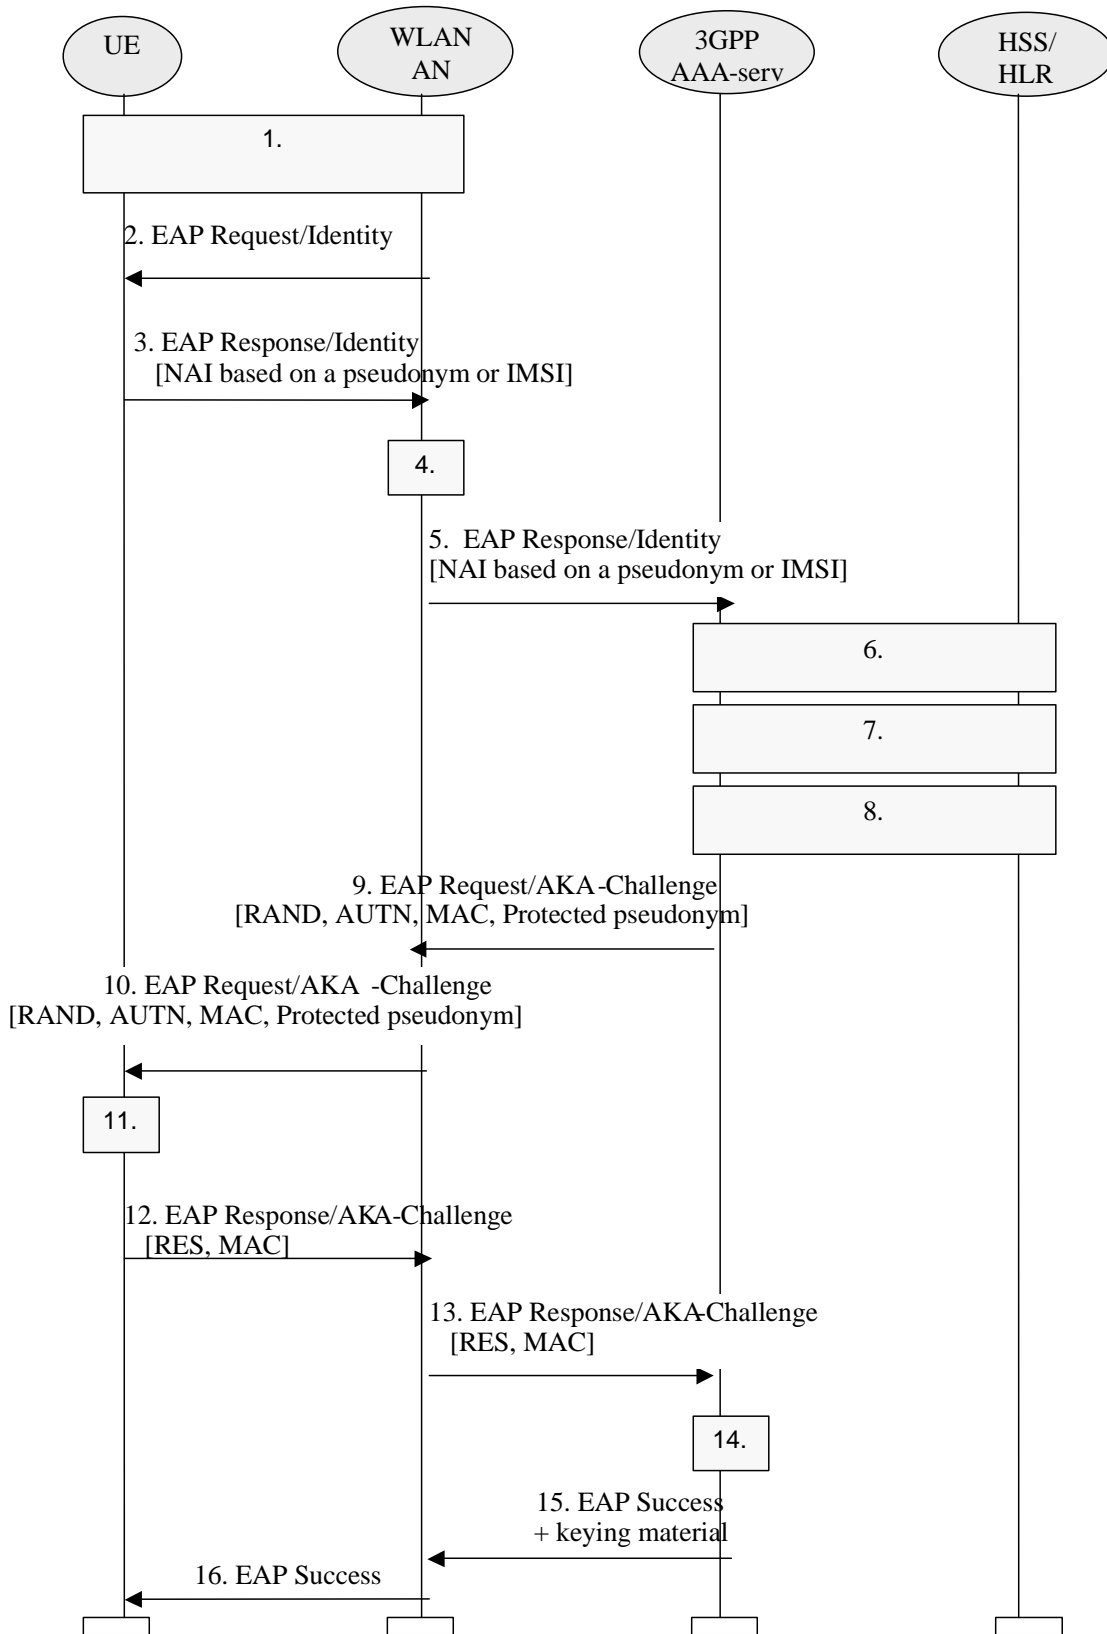 UE
WLAN
AN
3GPP
AAA-serv
HSS/
HLR
1.
2. EAP Request/Identity
3. EAP Response/Identity
[NAI based on a pseudonym or IMSI]
4.
5. EAP Response/Identity
[NAI based on a pseudonym or IMSI]
6.
7.
8.
9. EAP Request/AKA-Challenge
[RAND, AUTN, MAC, Protected pseudonym]
10. EAP Request/AKA -Challenge
[RAND, AUTN, MAC, Protected pseudonym]
11.
12. EAP Response/AKA-Challenge
[RES, MAC]
13. EAP Response/AKA-Challenge
[RES, MAC]
14.
15. EAP Success
+ keying material
16. EAP Success